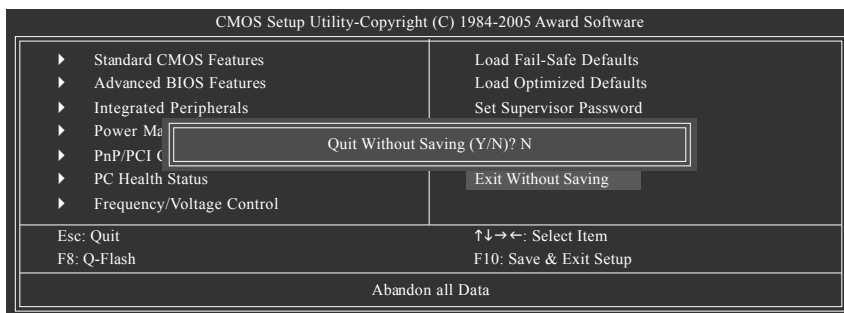 CMOS Setup Utility-Copyright (C) 1984-2005 Award Software
Standard CMOS Features
Advanced BIOS Features
Integrated Peripherals
Power Ma
PnP/PCI
PC Health Status
Frequency/Voltage Control
Load Fail-Safe Defaults
Load Optimized Defaults
Set Supervisor Password
Quit Without Saving (Y/N)? N
Exit Without Saving
Esc: Quit
↑↓→←: Select Item
F8: Q-Flash
F10: Save & Exit Setup
Abandon all Data